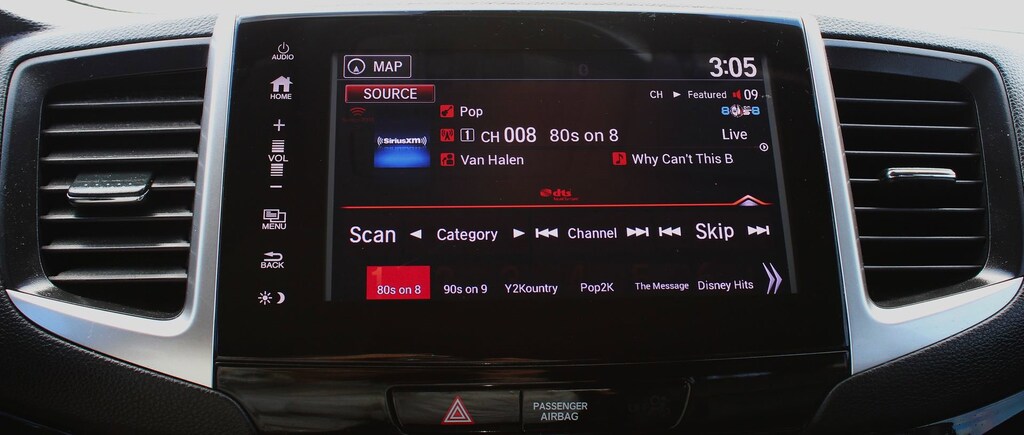 AUDIO
HOME
+
VOL
−
MENU
BACK
MAP
3:05
SOURCE
CH ▶ Featured 09
Pop
SiriusXM
1 CH 008 80s on 8
Live
Van Halen
Why Can't This B
dts
Scan ◀ Category ▶ Channel Skip
80s on 8
90s on 9
Y2Kountry
Pop2K
The Message
Disney Hits
PASSENGER
AIRBAG